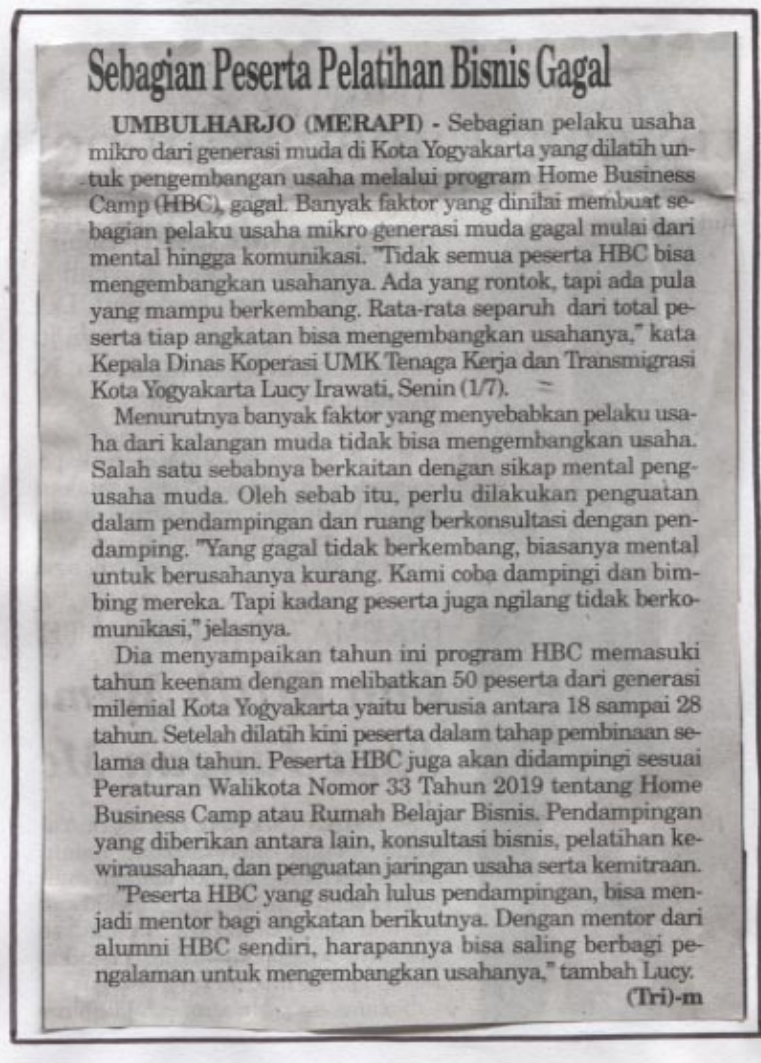 Sebagian Peserta Pelatihan Bisnis Gagal
UMBULHARJO (MERAPI) - Sebagian pelaku usaha
mikro dari generasi muda di Kota Yogyakarta yang dilatih un-
tuk pengembangan usaha melalui program Home Business
Camp (HBC), gagal. Banyak faktor yang dinilai membuat se-
bagian pelaku usaha mikro generasi muda gagal mulai dari
mental hingga komunikasi. "Tidak semua peserta HBC bisa
mengembangkan usahanya. Ada yang rontok, tapi ada pula
yang mampu berkembang. Rata-rata separuh dari total pe-
serta tiap angkatan bisa mengembangkan usahanya," kata
Kepala Dinas Koperasi UMK Tenaga Kerja dan Transmigrasi
Kota Yogyakarta Lucy Irawati, Senin (1/7).
Menurutnya banyak faktor yang menyebabkan pelaku usa-
ha dari kalangan muda tidak bisa mengembangkan usaha.
Salah satu sebabnya berkaitan dengan sikap mental peng-
usaha muda. Oleh sebab itu, perlu dilakukan penguatan
dalam pendampingan dan ruang berkonsultasi dengan pen-
damping. "Yang gagal tidak berkembang, biasanya mental
untuk berusahanya kurang. Kami coba dampingi dan bim-
bing mereka. Tapi kadang peserta juga ngilang tidak berko-
munikasi," jelasnya.
Dia menyampaikan tahun ini program HBC memasuki
tahun keenam dengan melibatkan 50 peserta dari generasi
milenial Kota Yogyakarta yaitu berusia antara 18 sampai 28
tahun. Setelah dilatih kini peserta dalam tahap pembinaan se-
lama dua tahun. Peserta HBC juga akan didampingi sesuai
Peraturan Walikota Nomor 33 Tahun 2019 tentang Home
Business Camp atau Rumah Belajar Bisnis. Pendampingan
yang diberikan antara lain, konsultasi bisnis, pelatihan ke-
wirausahaan, dan penguatan jaringan usaha serta kemitraan.
"Peserta HBC yang sudah lulus pendampingan, bisa men-
jadi mentor bagi angkatan berikutnya. Dengan mentor dari
alumni HBC sendiri, harapannya bisa saling berbagi pe-
ngalaman untuk mengembangkan usahanya," tambah Lucy.
(Tri)-m